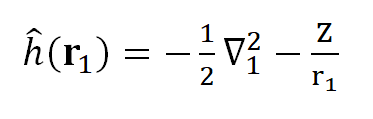 ĥ(𝐫₁) = −½ ∇₁² − Z/r₁